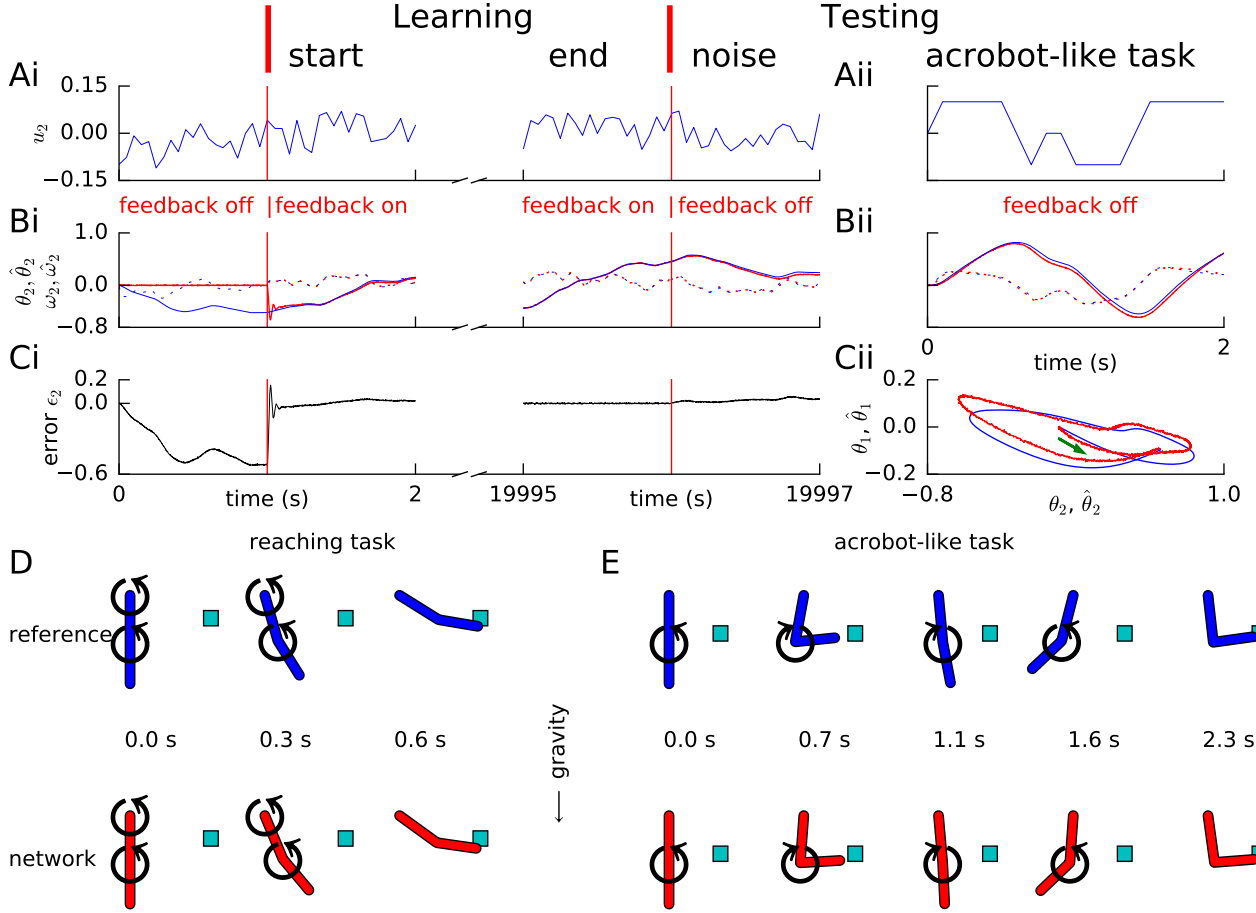 Learning
Testing
start
end
noise
acrobot-like task
Ai
0.15
0.00
−0.15
u₂
Aii
feedback off
feedback on
feedback on
feedback off
feedback off
Bi
1.0
0.0
−0.8
θ₂, θ̂₂
ω₂, ω̂₂
Bii
0
2
time (s)
Ci
0.2
0.0
−0.6
error ϵ₂
0
time (s)
2
19995
time (s)
19997
Cii
0.2
0.0
−0.2
θ₁, θ̂₁
−0.8
1.0
θ₂, θ̂₂
D
reaching task
E
acrobot-like task
reference
0.0 s
0.3 s
0.6 s
gravity
0.0 s
0.7 s
1.1 s
1.6 s
2.3 s
network